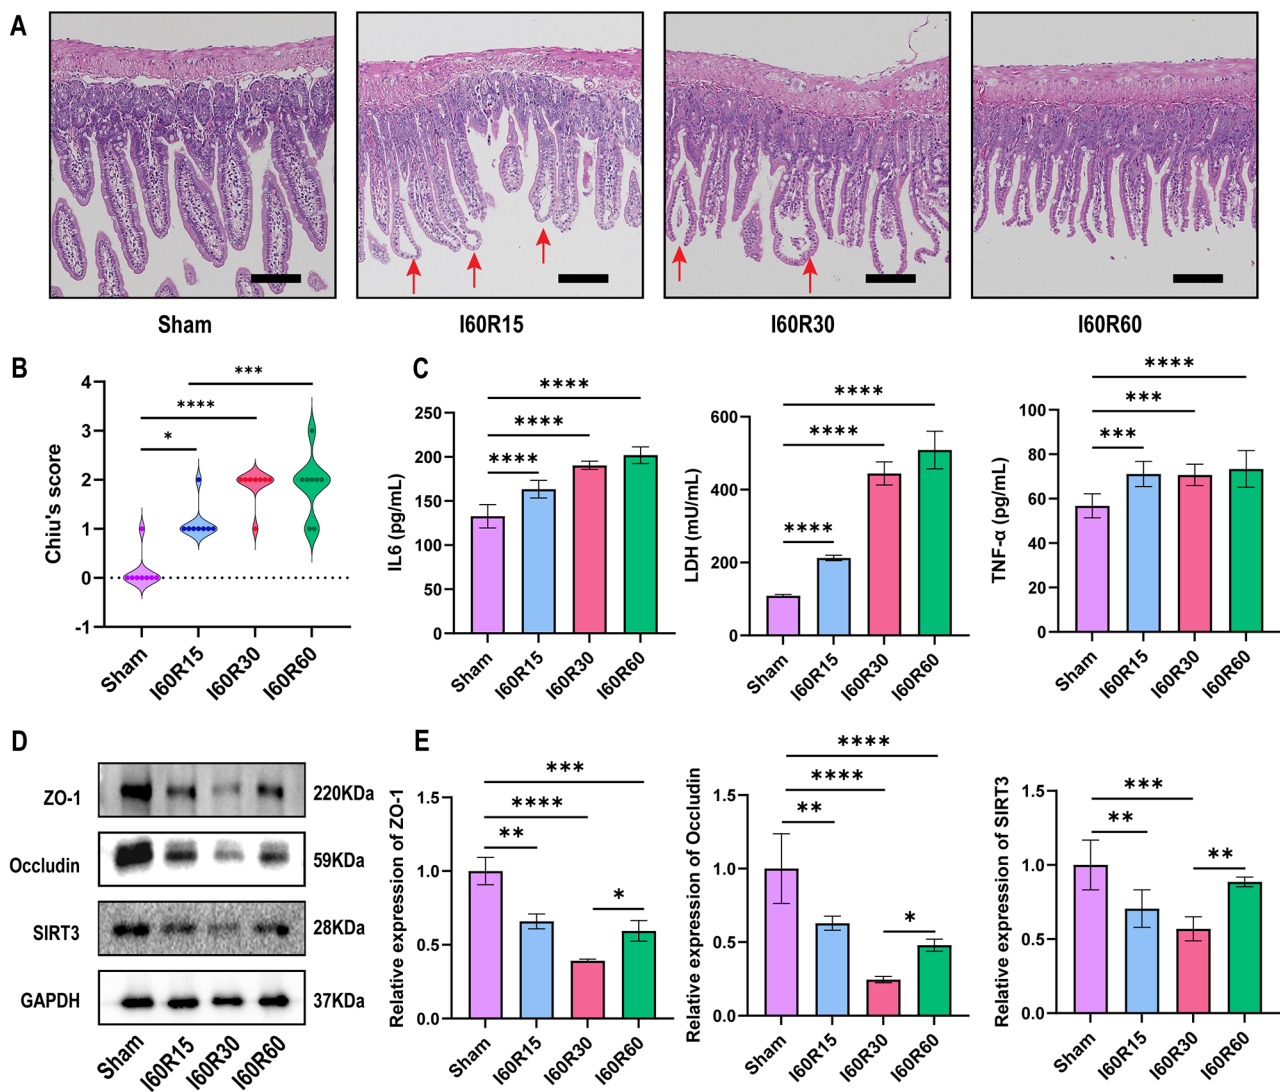 A
Sham
I60R15
I60R30
I60R60
B
Chiu's score
4
3
2
1
0
-1
***
****
*
Sham
I60R15
I60R30
I60R60
C
IL6 (pg/mL)
250
200
150
100
50
0
****
****
****
Sham
I60R15
I60R30
I60R60
LDH (mU/mL)
600
400
200
0
****
****
****
Sham
I60R15
I60R30
I60R60
TNF-α (pg/mL)
100
80
60
40
20
0
****
***
***
Sham
I60R15
I60R30
I60R60
D
ZO-1
220KDa
Occludin
59KDa
SIRT3
28KDa
GAPDH
37KDa
Sham
I60R15
I60R30
I60R60
E
Relative expression of ZO-1
1.5
1.0
0.5
0.0
***
****
**
*
Sham
I60R15
I60R30
I60R60
Relative expression of Occludin
1.5
1.0
0.5
0.0
****
****
**
*
Sham
I60R15
I60R30
I60R60
Relative expression of SIRT3
1.5
1.0
0.5
0.0
***
**
**
Sham
I60R15
I60R30
I60R60